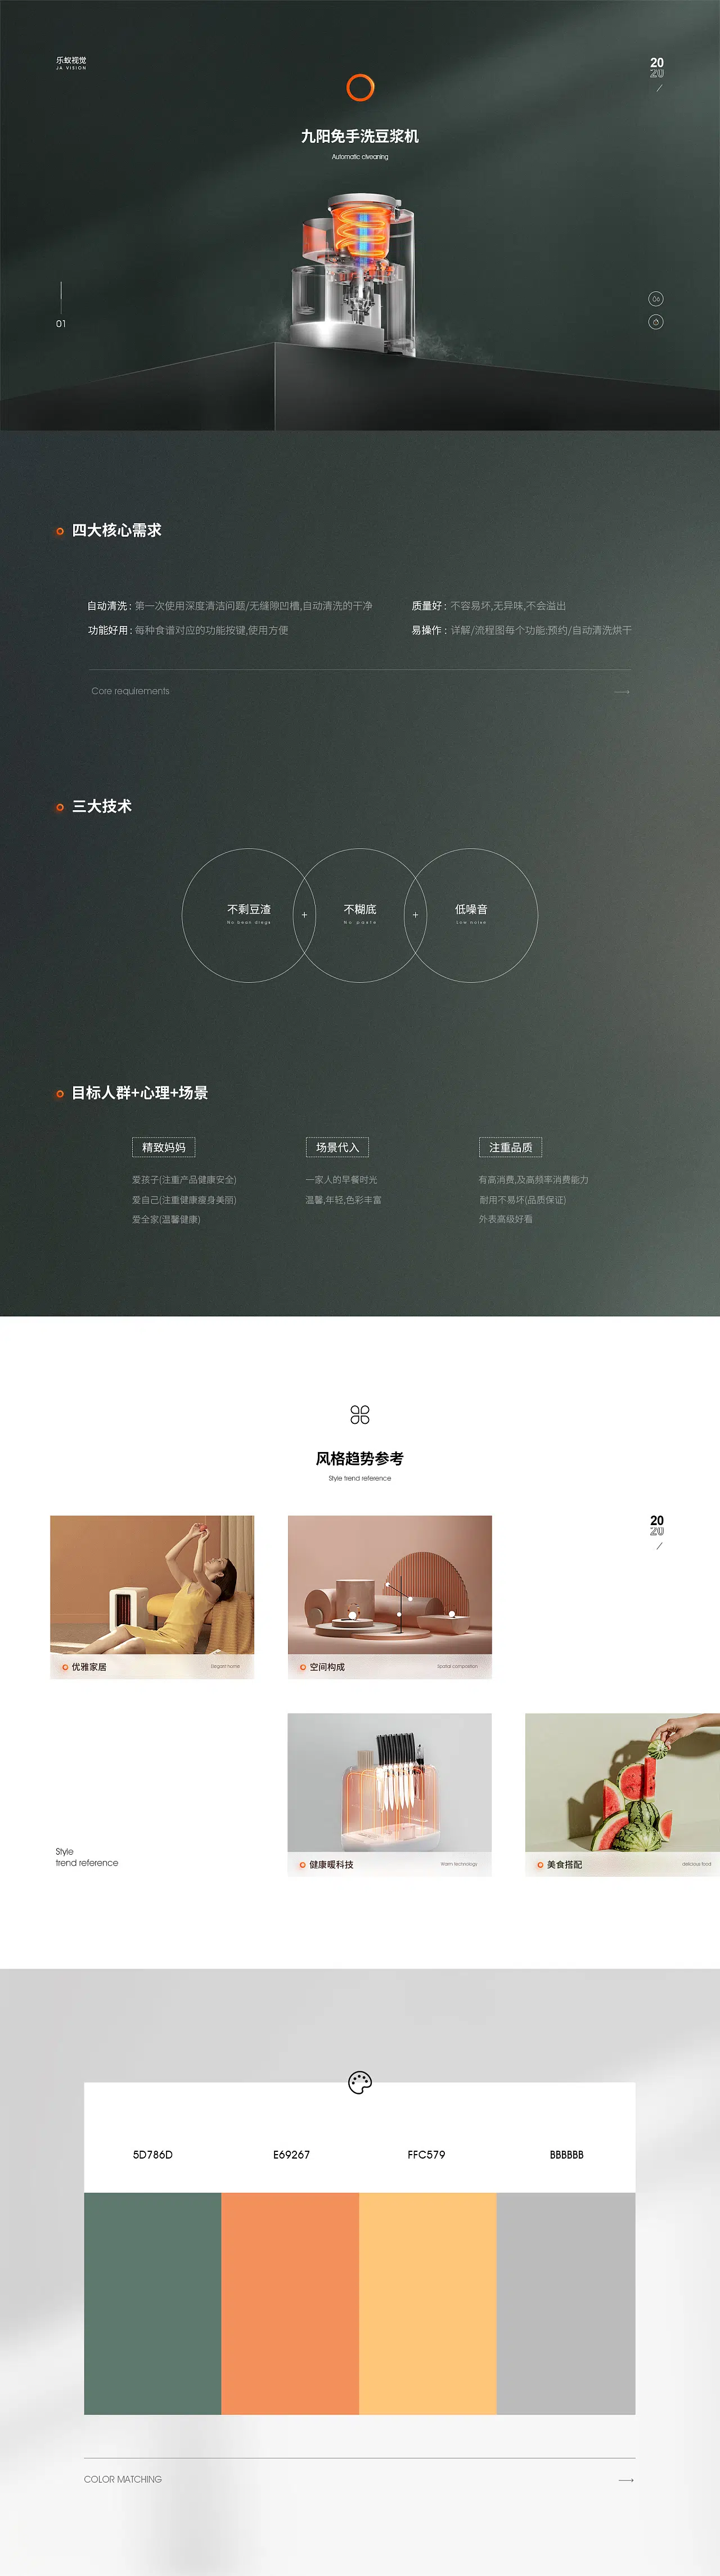 乐蚁视觉
JA VISION
20
20
九阳免手洗豆浆机
Automatic civeaning
01
四大核心需求
自动清洗: 第一次使用深度清洁问题/无缝隙凹槽,自动清洗的干净
质量好: 不容易坏,无异味,不会溢出
功能好用: 每种食谱对应的功能按键,使用方便
易操作: 详解/流程图每个功能:预约/自动清洗烘干
Core requirements
三大技术
不剩豆渣
No bean dregs
+
不糊底
No paste
+
低噪音
Low noise
目标人群+心理+场景
精致妈妈
爱孩子(注重产品健康安全)
爱自己(注重健康瘦身美丽)
爱全家(温馨健康)
场景代入
一家人的早餐时光
温馨,年轻,色彩丰富
注重品质
有高消费,及高频率消费能力
耐用不易坏(品质保证)
外表高级好看
风格趋势参考
Style trend reference
20
20
优雅家居
Elegant home
空间构成
Spatial composition
Style
trend reference
健康暖科技
Warm technology
美食搭配
delicious food
5D786D
E69267
FFC579
BBBBBB
COLOR MATCHING